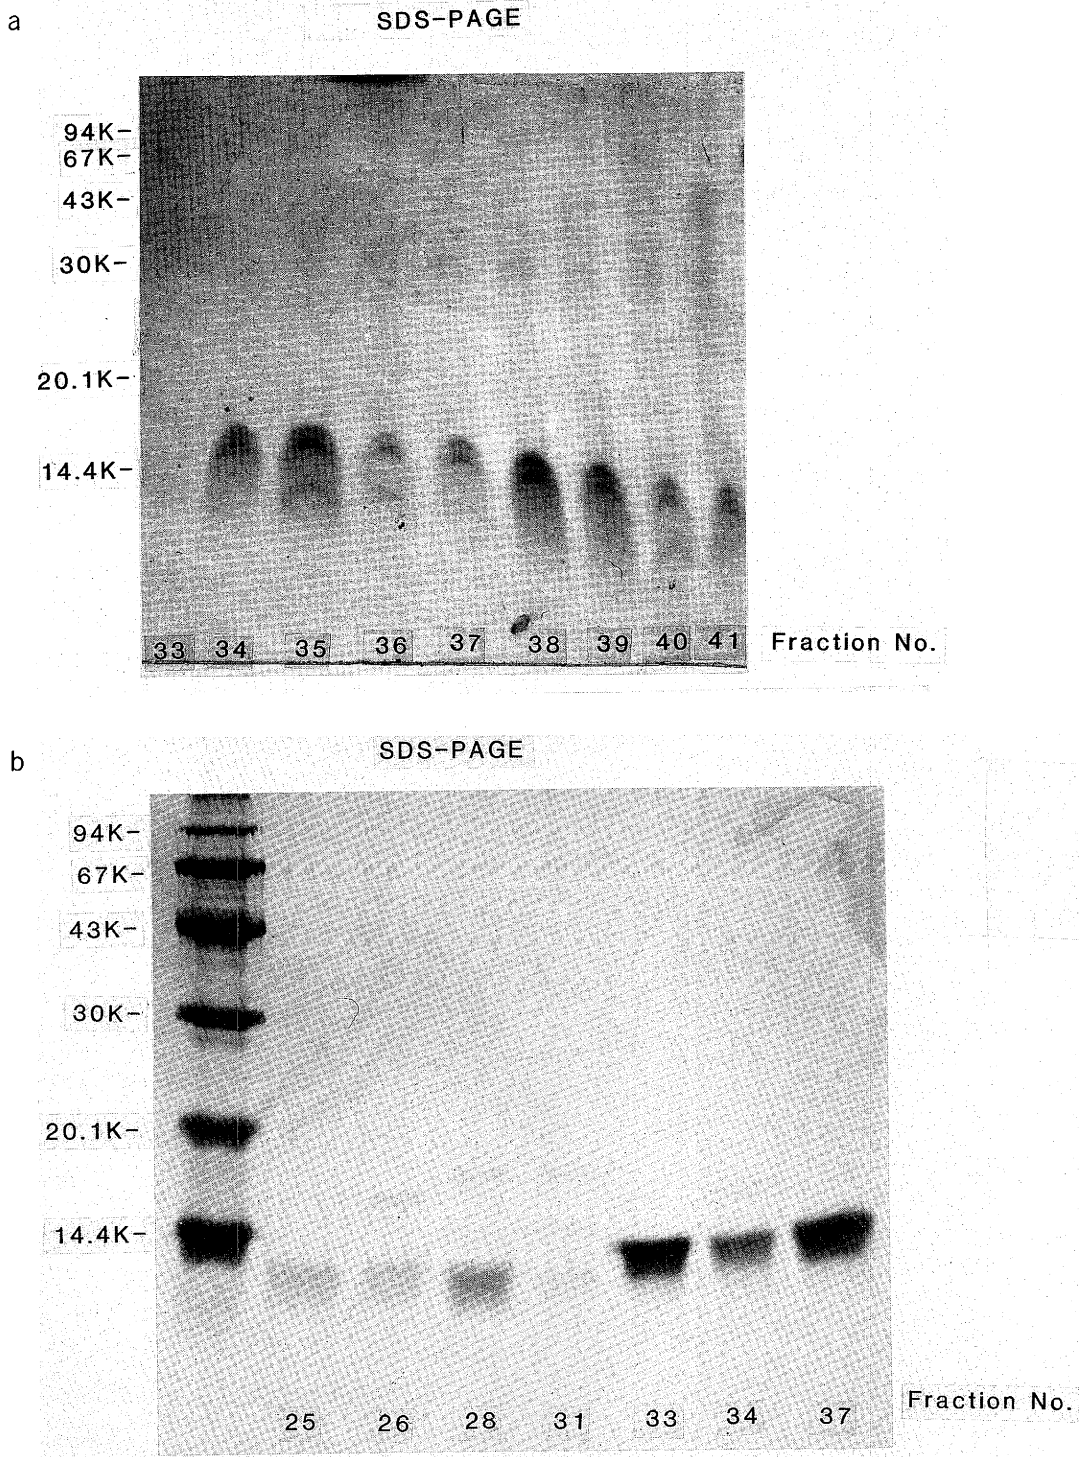 a
SDS-PAGE
94K-
67K-
43K-
30K-
20.1K-
14.4K-
33 34 35 36 37 38 39 40 41 Fraction No.
b
SDS-PAGE
94K-
67K-
43K-
30K-
20.1K-
14.4K-
25 26 28 31 33 34 37 Fraction No.